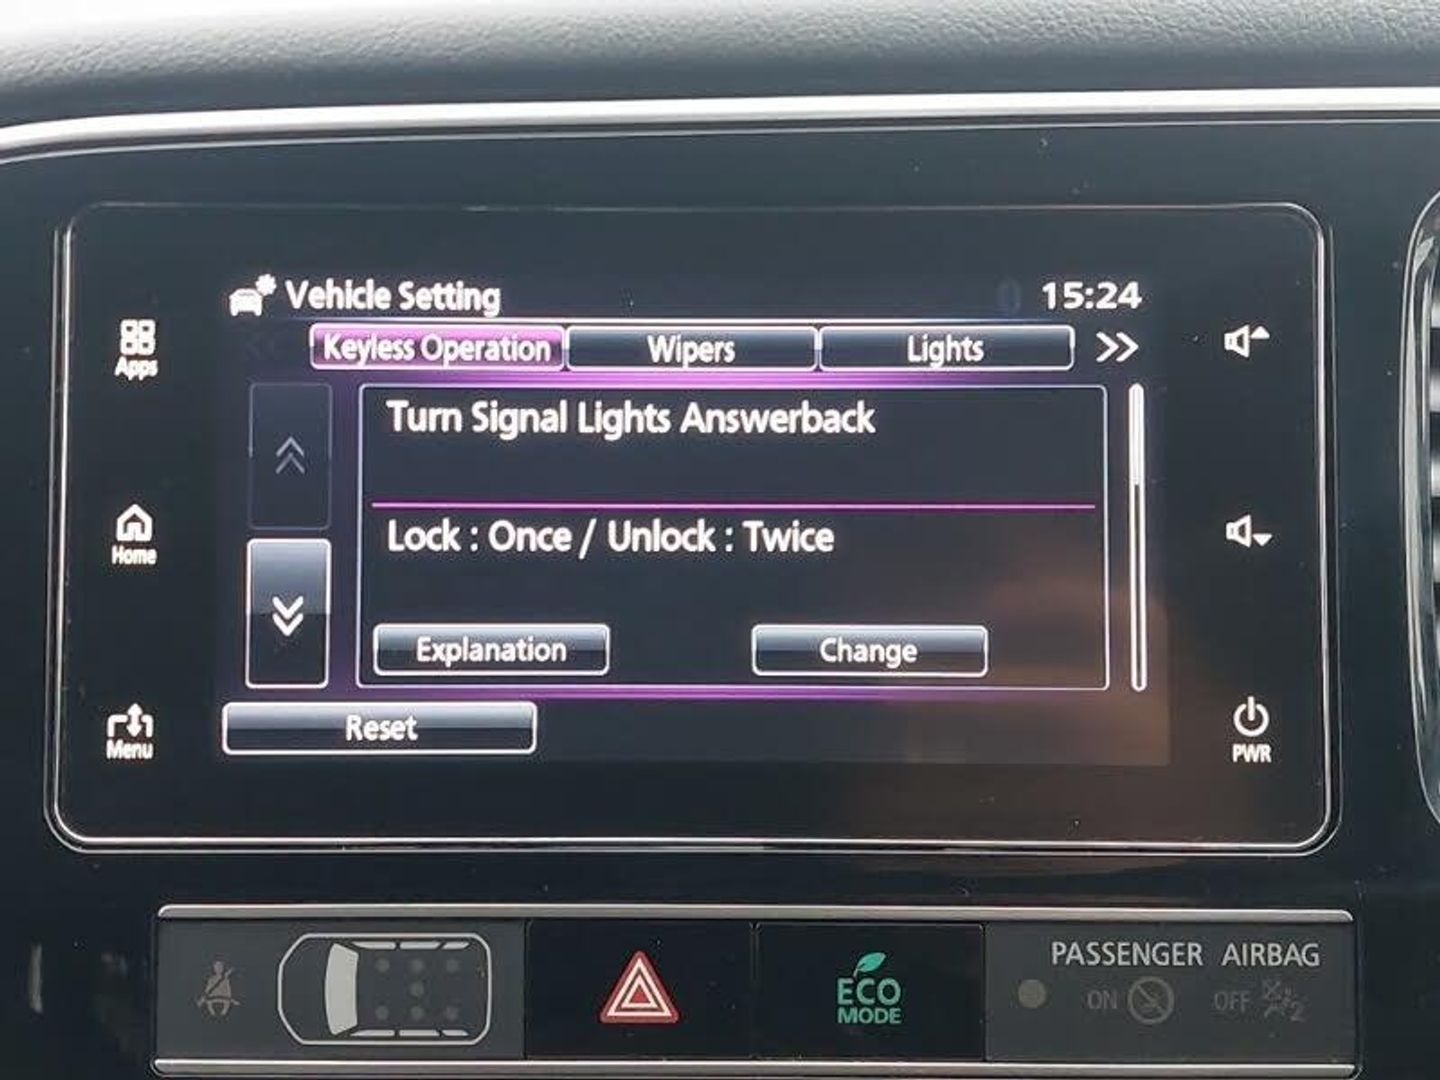 Vehicle Setting 15:24
Keyless Operation Wipers Lights
Apps
Turn Signal Lights Answerback
Lock : Once / Unlock : Twice
Home
Explanation Change
Reset
Menu
PWR
PASSENGER AIRBAG
ECO
MODE
ON OFF
2